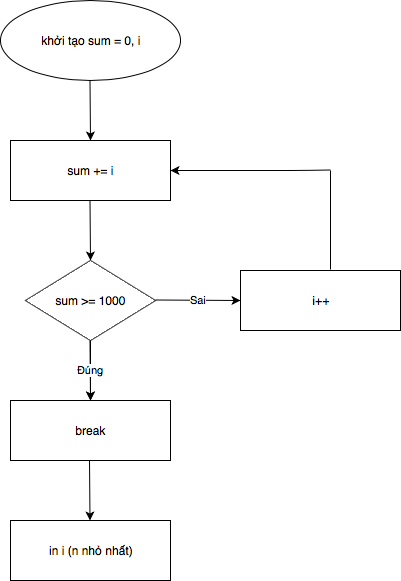 khởi tạo sum = 0, i
sum += i
sum >= 1000
Sai
i++
Đúng
break
in i (n nhỏ nhất)